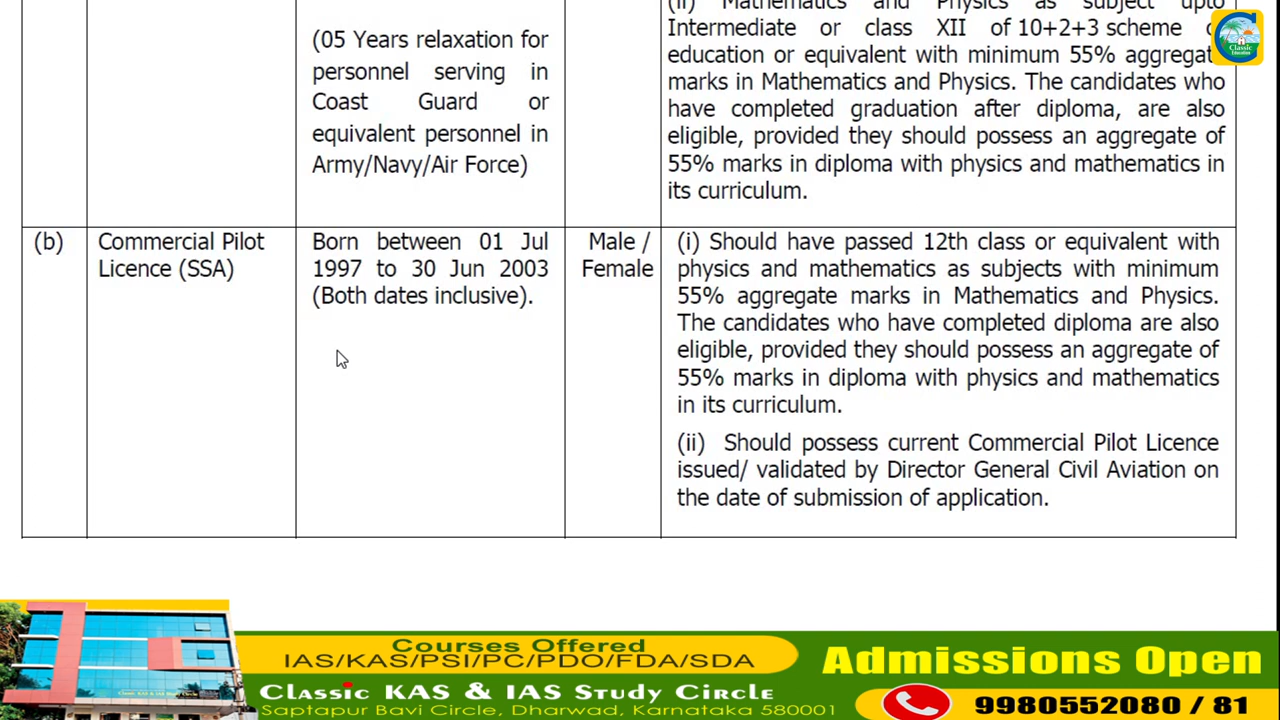 (ii) Mathematics and Physics as subject upto
Intermediate or class XII of 10+2+3 scheme
education or equivalent with minimum 55% aggregate
marks in Mathematics and Physics. The candidates who
have completed graduation after diploma, are also
eligible, provided they should possess an aggregate of
55% marks in diploma with physics and mathematics in
its curriculum.
(05 Years relaxation for
personnel serving in
Coast Guard or
equivalent personnel in
Army/Navy/Air Force)
Classic
Education
(b)
Commercial Pilot
Licence (SSA)
Born between 01 Jul
1997 to 30 Jun 2003
(Both dates inclusive).
Male /
Female
(i) Should have passed 12th class or equivalent with
physics and mathematics as subjects with minimum
55% aggregate marks in Mathematics and Physics.
The candidates who have completed diploma are also
eligible, provided they should possess an aggregate of
55% marks in diploma with physics and mathematics
in its curriculum.
(ii) Should possess current Commercial Pilot Licence
issued/ validated by Director General Civil Aviation on
the date of submission of application.
Courses Offered
IAS/KAS/PSI/PC/PDO/FDA/SDA
Classic KAS & IAS Study Circle
Saptapur Bavi Circle, Dharwad, Karnataka 580001
Admissions Open
9980552080 / 81